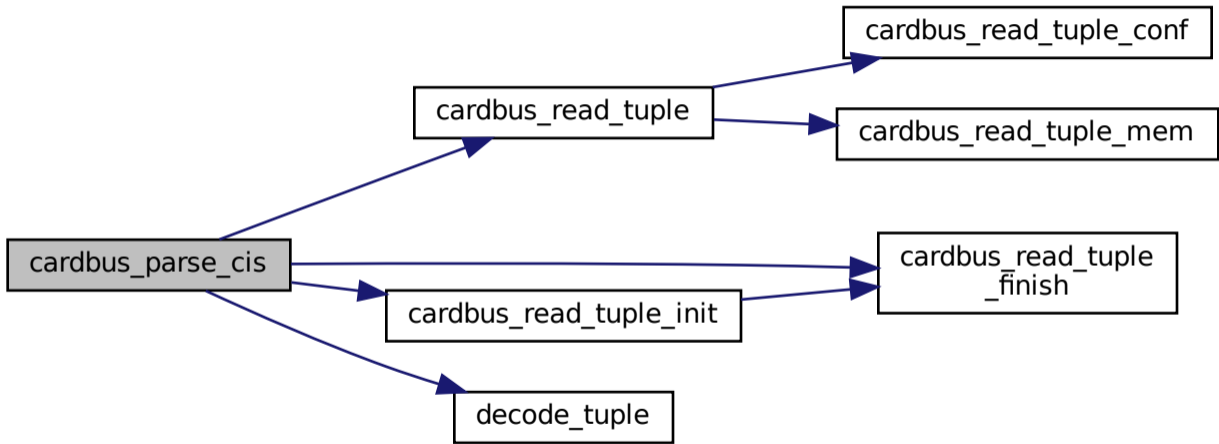 cardbus_read_tuple_conf
cardbus_read_tuple
cardbus_read_tuple_mem
cardbus_parse_cis
cardbus_read_tuple
_finish
cardbus_read_tuple_init
decode_tuple